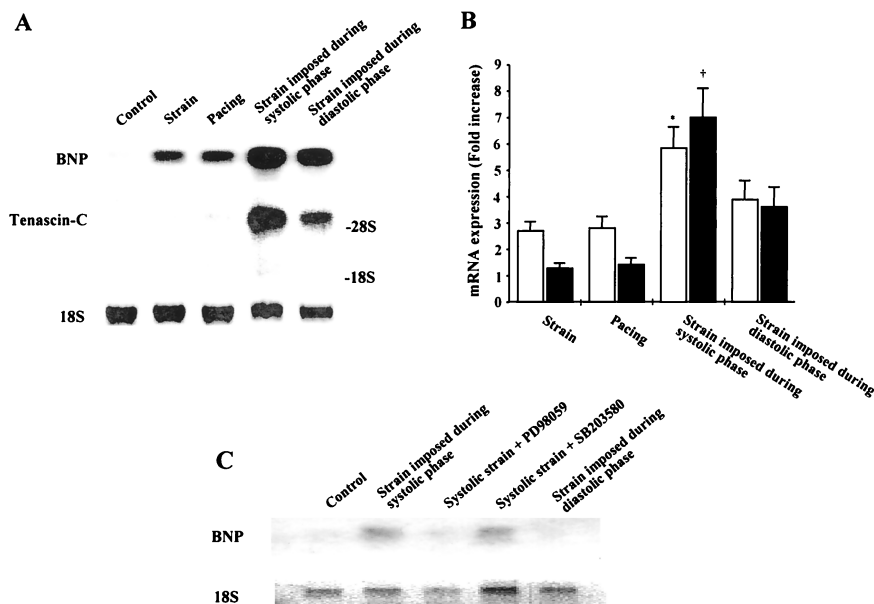 A
Control
Strain
Pacing
Strain imposed during
systolic phase
Strain imposed during
diastolic phase
BNP
Tenascin-C
-28S
-18S
18S
B
mRNA expression (Fold increase)
9
8
7
6
5
4
3
2
1
0
*
†
Strain
Pacing
Strain imposed during
systolic phase
Strain imposed during
diastolic phase
C
Control
Strain imposed during
systolic phase
Systolic strain + PD98059
Systolic strain + SB203580
Strain imposed during
diastolic phase
BNP
18S